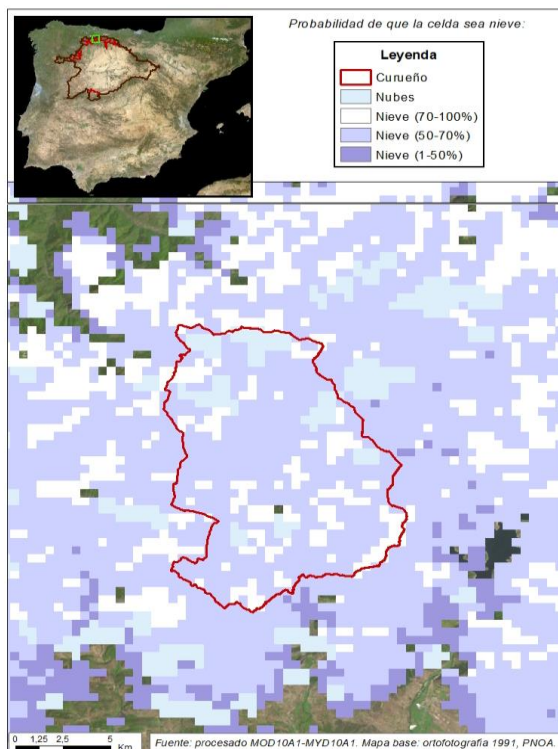 Probabilidad de que la celda sea nieve:
Leyenda
Curueño
Nubes
Nieve (70-100%)
Nieve (50-70%)
Nieve (1-50%)
0 1,25 2,5 5
Km
Fuente: procesado MOD10A1-MYD10A1. Mapa base: ortofotografia 1991, PNOA.